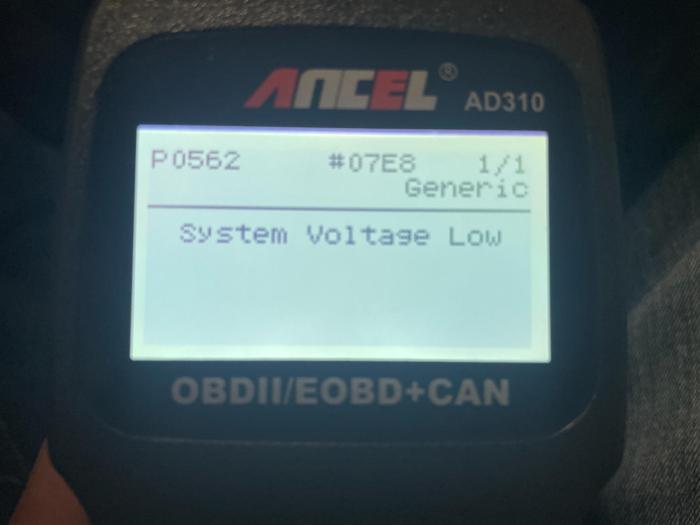 ANCEL® AD310
P0562 #07E8 1/1
Generic
System Voltage Low
OBDII/EOBD+CAN